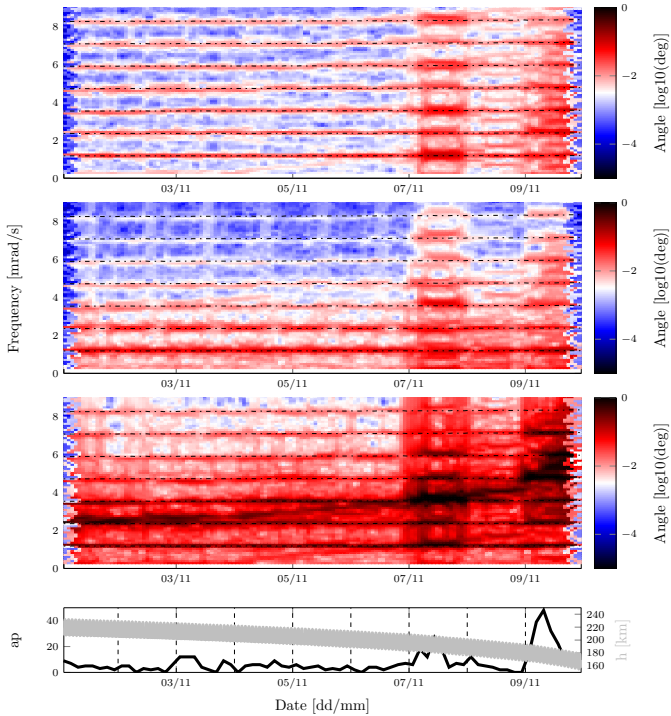 8
6
4
2
0
03/11 05/11 07/11 09/11
0
−2
−4
Angle [log10(deg)]
Frequency [mrad/s]
8
6
4
2
0
03/11 05/11 07/11 09/11
0
−2
−4
Angle [log10(deg)]
8
6
4
2
0
03/11 05/11 07/11 09/11
0
−2
−4
Angle [log10(deg)]
ap
40
20
0
03/11 05/11 07/11 09/11
240
220
200
180
160
h [km]
Date [dd/mm]